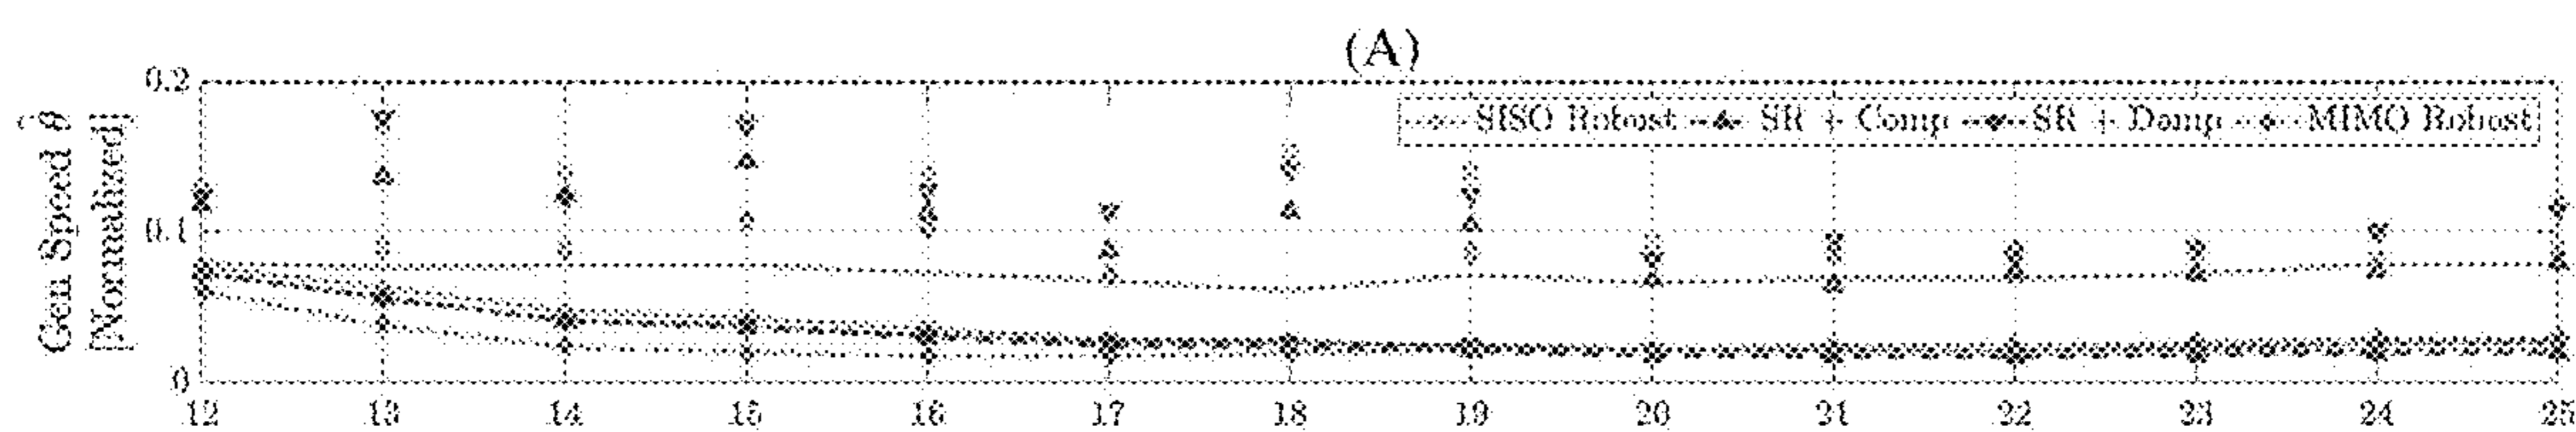 (A)
0.2
0.1
0
Gen Speed θ̂
[Normalized]
SISO Robust SR + Comp SR + Damp MIMO Robust
12 13 14 15 16 17 18 19 20 21 22 23 24 25